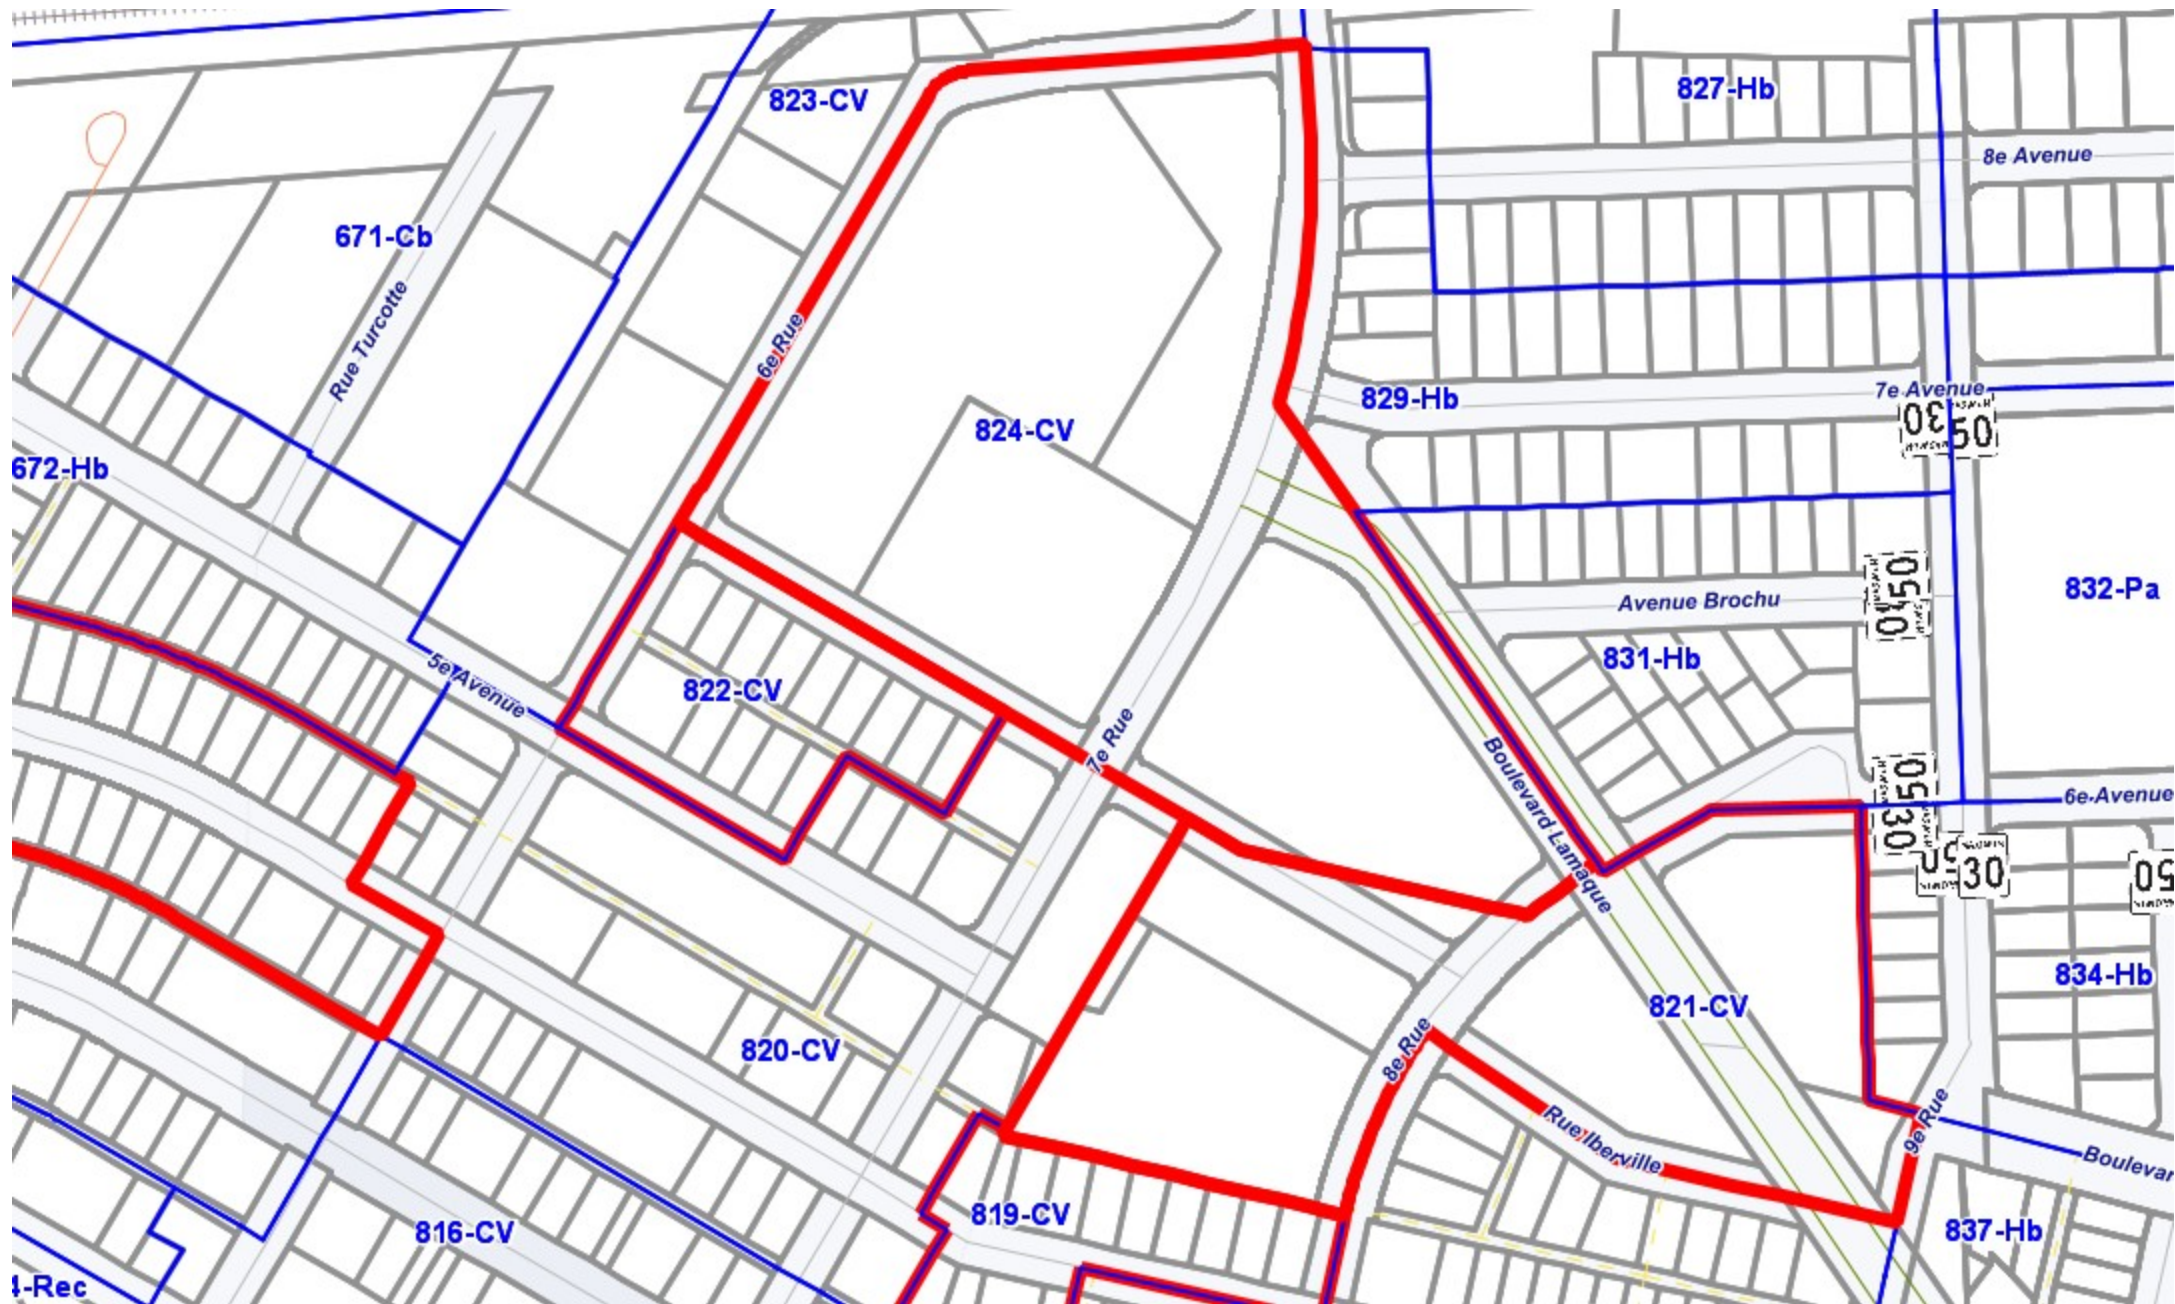 823-CV
827-Hb
8e Avenue
671-Cb
Rue Turcotte
6e Rue
829-Hb
7e Avenue
30
50
824-CV
672-Hb
832-Pa
50
Avenue Brochu
831-Hb
5e Avenue
822-CV
7e Rue
Boulevard Lamaque
50
30
6e Avenue
30
50
821-CV
834-Hb
820-CV
8e Rue
Rue Iberville
9e Rue
Boulevar
819-CV
816-CV
837-Hb
4-Rec